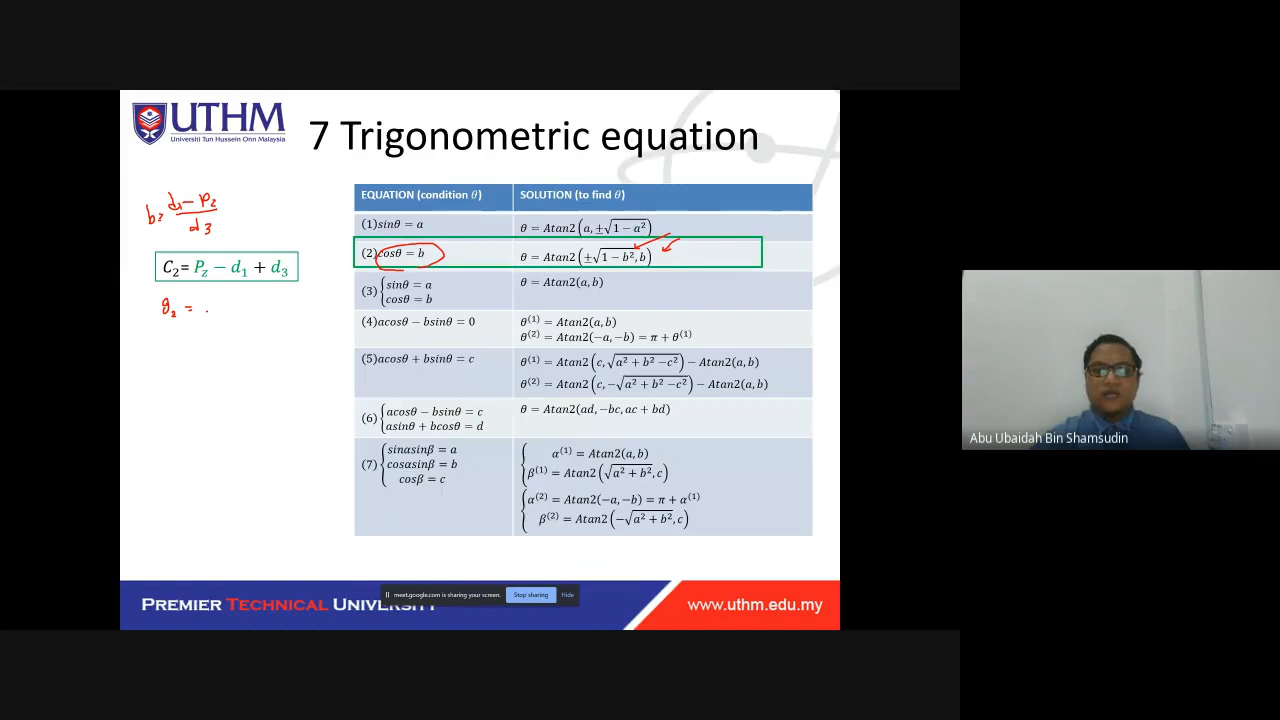 UTHM
Universiti Tun Hussein Onn Malaysia
7 Trigonometric equation
b = d₁ − P₂ / d₃
C₂= P_z − d₁ + d₃
θ₂ = .
EQUATION (condition θ) SOLUTION (to find θ)
(1)sinθ = a θ = Atan2(a, ±√(1 − a²))
(2)cosθ = b θ = Atan2(±√(1 − b²), b)
(3){sinθ = a θ = Atan2(a, b)
cosθ = b
(4)acosθ − bsinθ = 0 θ⁽¹⁾ = Atan2(a, b)
θ⁽²⁾ = Atan2(−a, −b) = π + θ⁽¹⁾
(5)acosθ + bsinθ = c θ⁽¹⁾ = Atan2(c, √(a² + b² −c²)) − Atan2(a, b)
θ⁽²⁾ = Atan2(c, −√(a² + b² −c²)) − Atan2(a, b)
(6){acosθ − bsinθ = c θ = Atan2(ad, −bc, ac + bd)
asinθ + bcosθ = d
(7){sinαsinβ = a α⁽¹⁾ = Atan2(a, b)
cosαsinβ = b β⁽¹⁾ = Atan2(√(a² + b²), c)
cosβ = c
α⁽²⁾ = Atan2(−a, −b) = π + α⁽¹⁾
β⁽²⁾ = Atan2(−√(a² + b²), c)
Abu Ubaidah Bin Shamsudin
meet.google.com is sharing your screen. Stop sharing Hide
PREMIER TECHNICAL UNIVERSITY
www.uthm.edu.my